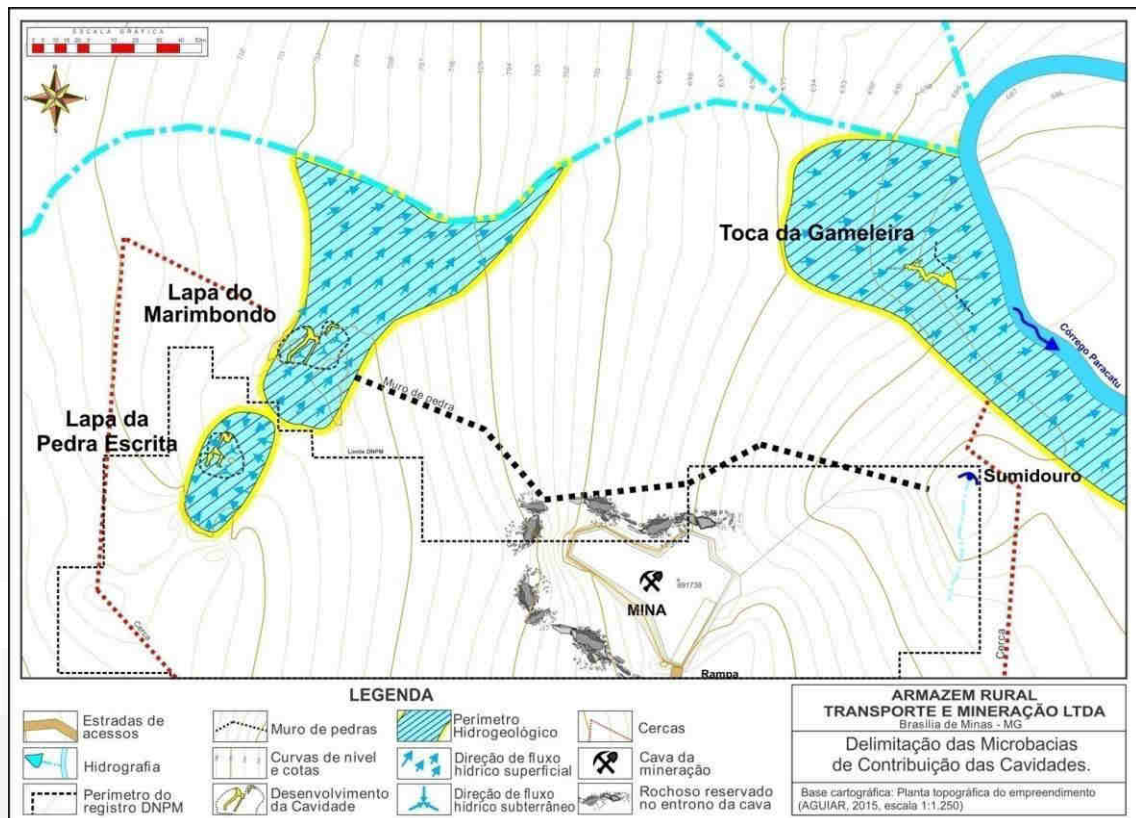 ESCALA GRÁFICA
Toca da Gameleira
Lapa do
Marimbondo
Córrego Paracatu
Muro de pedra
Lapa da
Pedra Escrita
Limite DNPM
Sumidouro
MINA
Cerca
Cerca
Rampa
LEGENDA
Estradas de
acessos
Hidrografia
Perimetro do
registro DNPM
Muro de pedras
Curvas de nível
e cotas
Desenvolvimento
da Cavidade
Perímetro
Hidrogeológico
Direção de fluxo
hídrico superficial
Direção de fluxo
hídrico subterrâneo
Cercas
Cava da
mineração
Rochoso reservado
no entrono da cava
ARMAZEM RURAL
TRANSPORTE E MINERAÇÃO LTDA
Brasília de Minas - MG
Delimitação das Microbacias
de Contribuição das Cavidades.
Base cartográfica: Planta topográfica do empreendimento
(AGUIAR, 2015, escala 1:1.250)